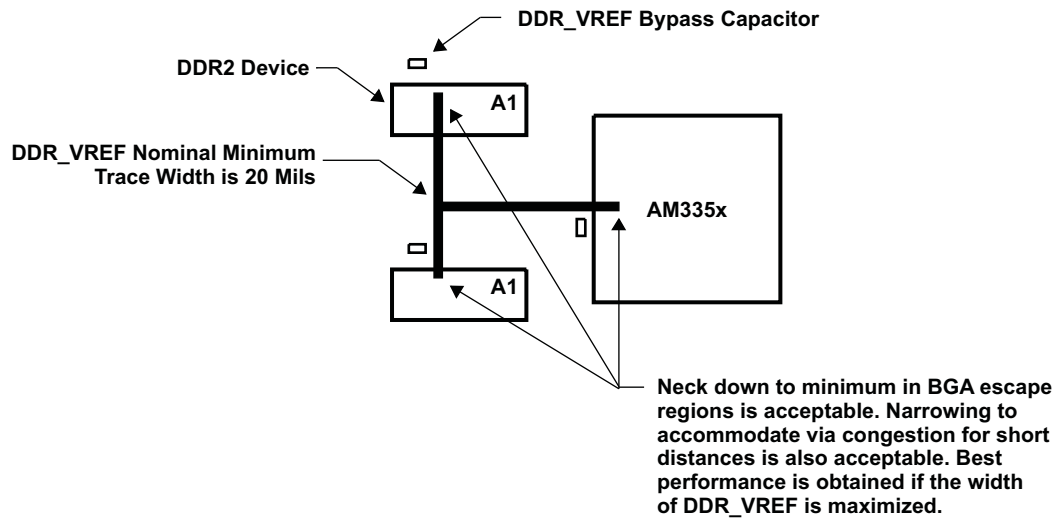 DDR_VREF Bypass Capacitor
DDR2 Device
A1
DDR_VREF Nominal Minimum
Trace Width is 20 Mils
AM335x
A1
Neck down to minimum in BGA escape
regions is acceptable. Narrowing to
accommodate via congestion for short
distances is also acceptable. Best
performance is obtained if the width
of DDR_VREF is maximized.